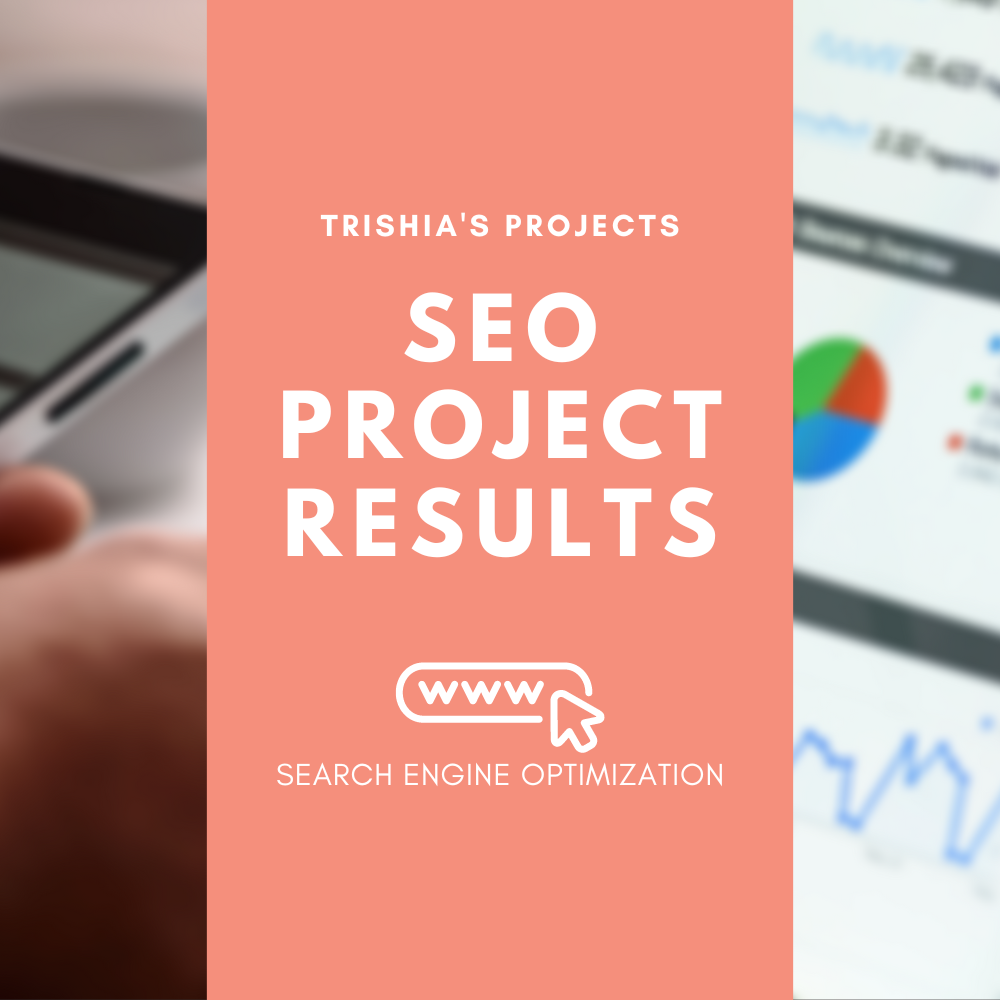 TRISHIA'S PROJECTS
SEO
PROJECT
RESULTS
www
SEARCH ENGINE OPTIMIZATION